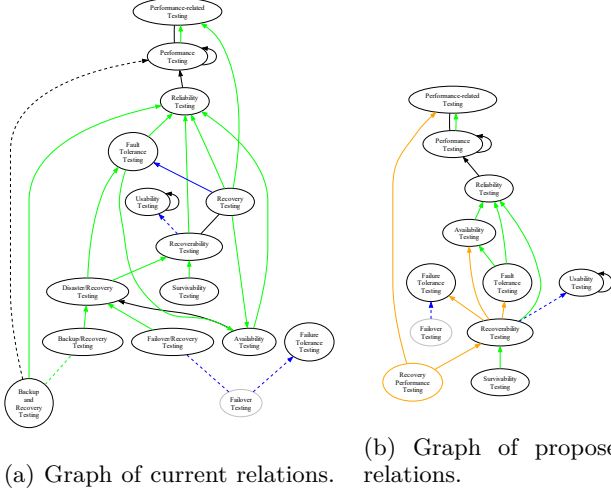 Performance-related
Testing
Performance
Testing
Reliability
Testing
Fault
Tolerance
Testing
Usability
Testing
Recovery
Testing
Recoverability
Testing
Disaster/Recovery
Testing
Survivability
Testing
Backup/Recovery
Testing
Failover/Recovery
Testing
Availability
Testing
Failure
Tolerance
Testing
Backup
and
Recovery
Testing
Failover
Testing
(a) Graph of current relations.
Performance-related
Testing
Performance
Testing
Reliability
Testing
Availability
Testing
Failure
Tolerance
Testing
Fault
Tolerance
Testing
Usability
Testing
Failover
Testing
Recoverability
Testing
Recovery
Performance
Testing
Survivability
Testing
(b) Graph of propose
relations.